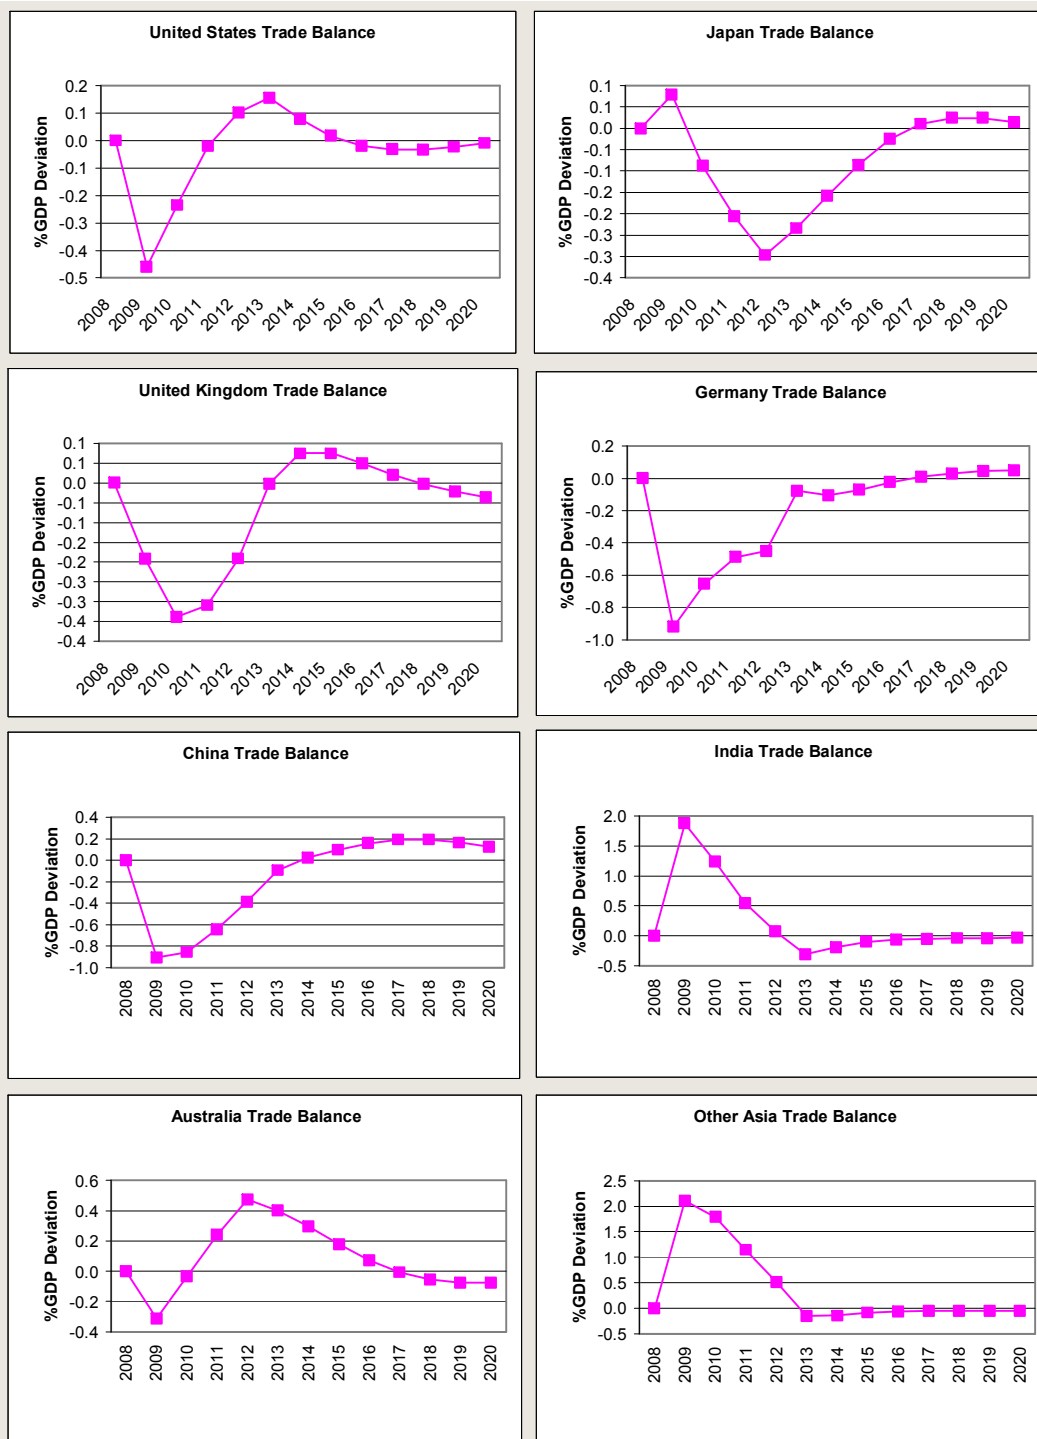 United States Trade Balance
%GDP Deviation
0.2
0.1
0.1
0.0
-0.1
-0.2
-0.2
-0.3
-0.3
-0.4
-0.5
2008 2009 2010 2011 2012 2013 2014 2015 2016 2017 2018 2019 2020
Japan Trade Balance
%GDP Deviation
0.1
0.1
0.0
-0.1
-0.1
-0.2
-0.2
-0.3
-0.3
-0.4
2008 2009 2010 2011 2012 2013 2014 2015 2016 2017 2018 2019 2020
United Kingdom Trade Balance
%GDP Deviation
0.1
0.1
0.0
-0.1
-0.1
-0.2
-0.2
-0.3
-0.3
-0.4
-0.4
2008 2009 2010 2011 2012 2013 2014 2015 2016 2017 2018 2019 2020
Germany Trade Balance
%GDP Deviation
0.2
0.0
-0.2
-0.4
-0.6
-0.8
-1.0
2008 2009 2010 2011 2012 2013 2014 2015 2016 2017 2018 2019 2020
China Trade Balance
%GDP Deviation
0.4
0.2
0.0
-0.2
-0.4
-0.6
-0.8
-1.0
2008 2009 2010 2011 2012 2013 2014 2015 2016 2017 2018 2019 2020
India Trade Balance
%GDP Deviation
2.0
1.5
1.0
0.5
0.0
-0.5
2008 2009 2010 2011 2012 2013 2014 2015 2016 2017 2018 2019 2020
Australia Trade Balance
%GDP Deviation
0.6
0.4
0.2
0.0
-0.2
-0.4
2008 2009 2010 2011 2012 2013 2014 2015 2016 2017 2018 2019 2020
Other Asia Trade Balance
%GDP Deviation
2.5
2.0
1.5
1.0
0.5
0.0
-0.5
2008 2009 2010 2011 2012 2013 2014 2015 2016 2017 2018 2019 2020